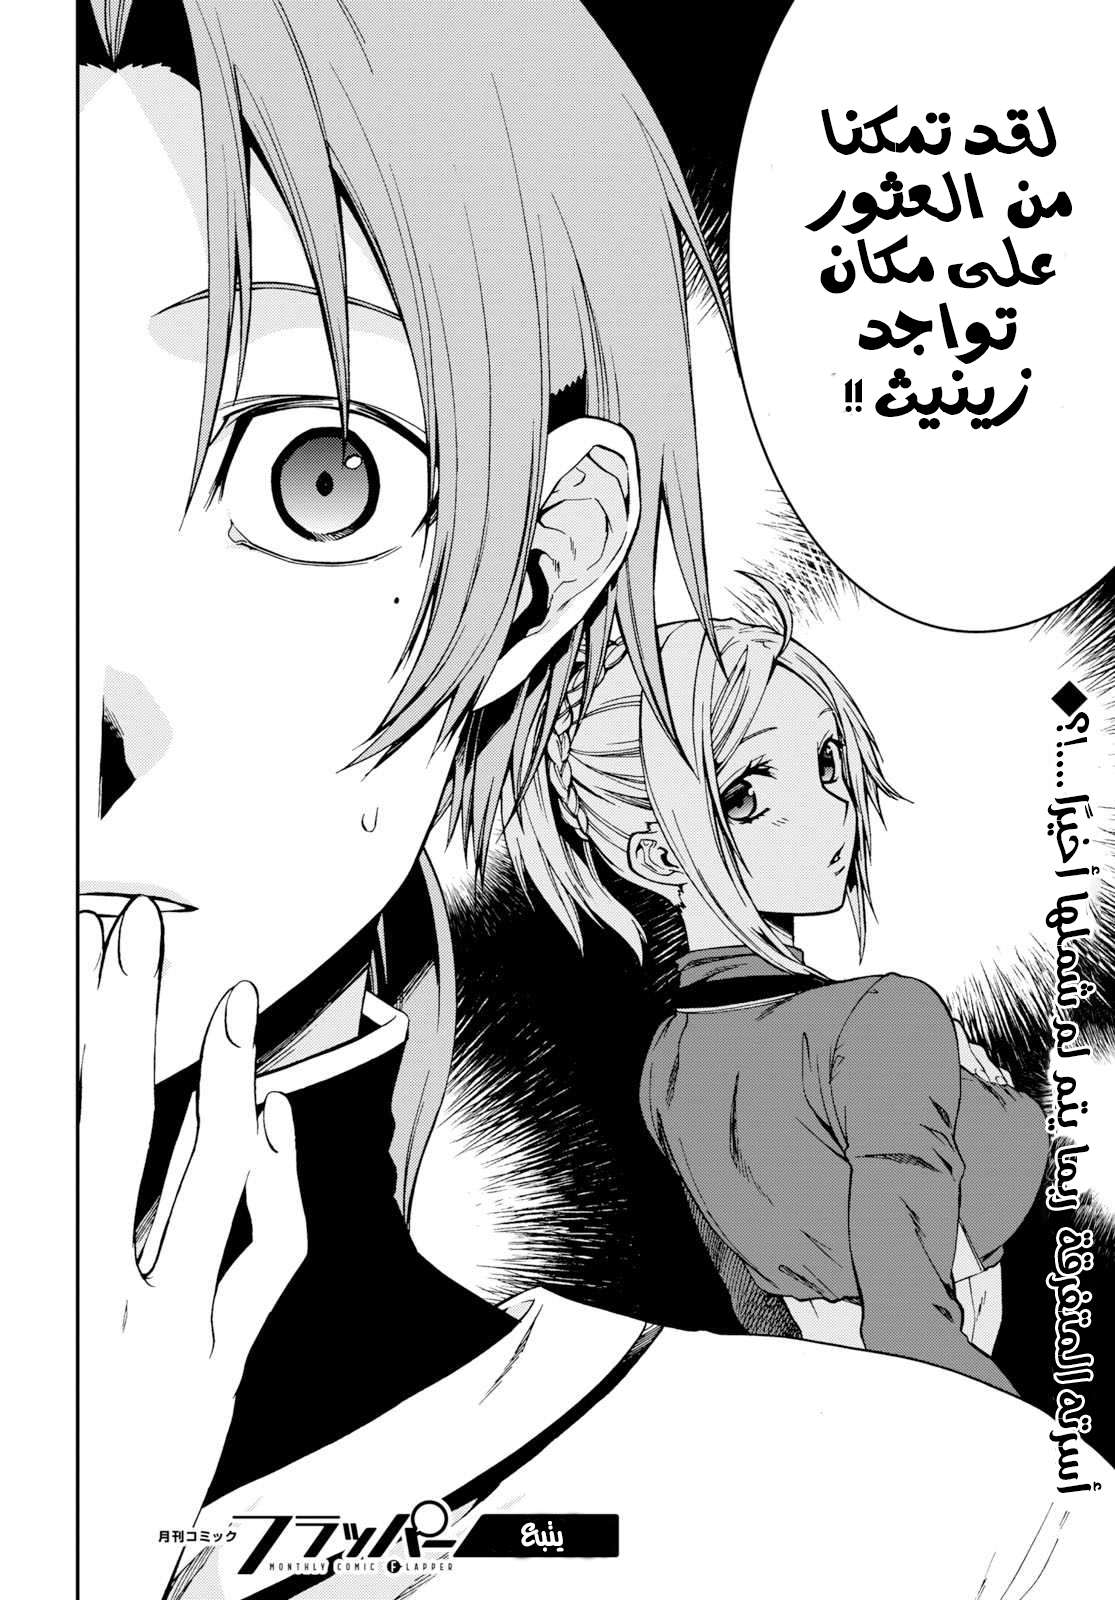 لقد تمكنا
من العثور
على مكان
تواجد
زينيث !!
◆أسرته المتفرقة ربما يتم لم شملها أخيرًا.....!؟
月刊コミック
フラッパー
MONTHLY COMIC FLAPPER
يتبع